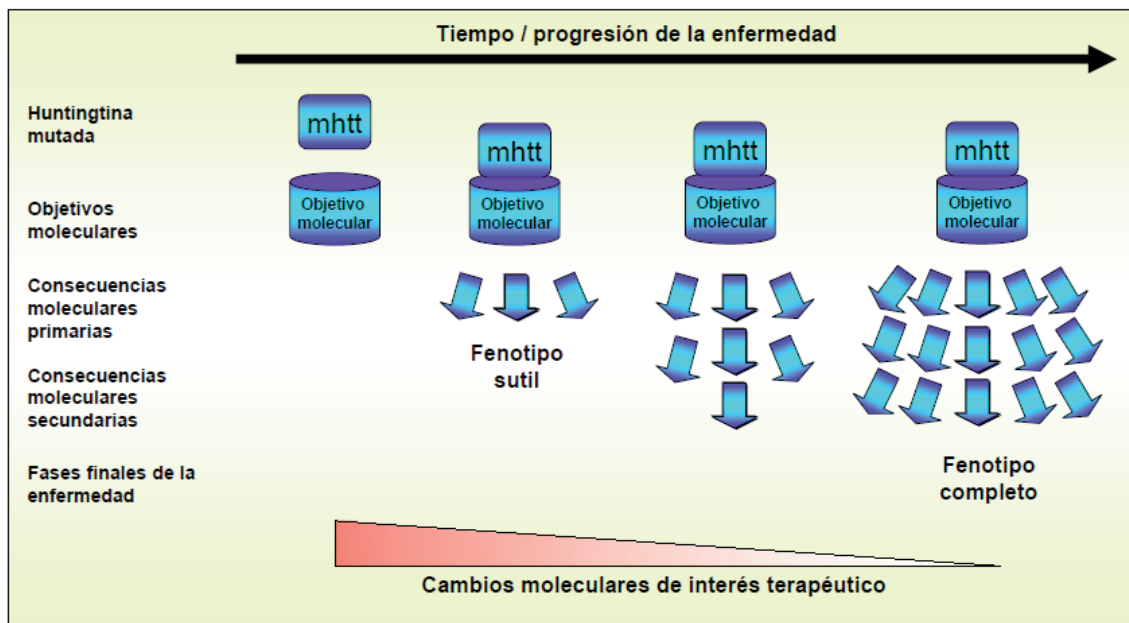 Tiempo / progresión de la enfermedad
Huntingtina
mutada
mhtt
mhtt
mhtt
mhtt
Objetivos
moleculares
Objetivo
molecular
Objetivo
molecular
Objetivo
molecular
Objetivo
molecular
Consecuencias
moleculares
primarias
Fenotipo
sutil
Consecuencias
moleculares
secundarias
Fases finales de la
enfermedad
Fenotipo
completo
Cambios moleculares de interés terapéutico